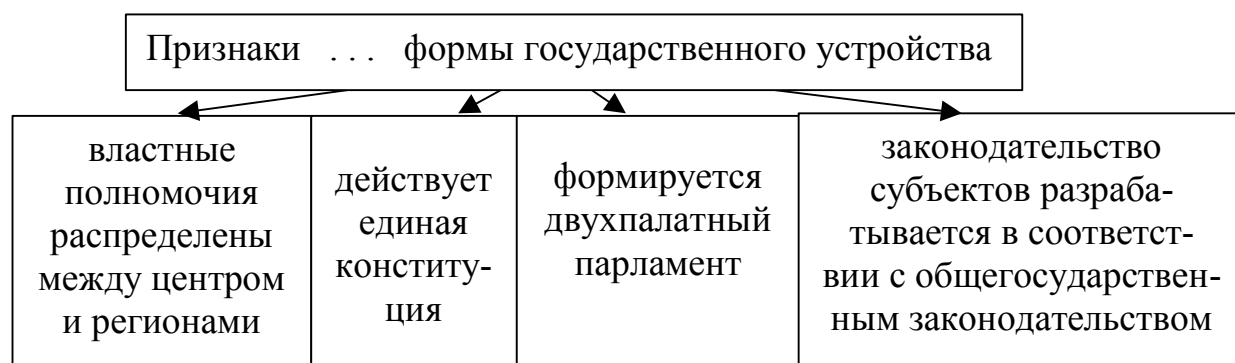 Признаки . . . формы государственного устройства
властные
полномочия
распределены
между центром
и регионами
действует
единая
конститу-
ция
формируется
двухпалатный
парламент
законодательство
субъектов разраба-
тывается в соответст-
вии с общегосударствен-
ным законодательством